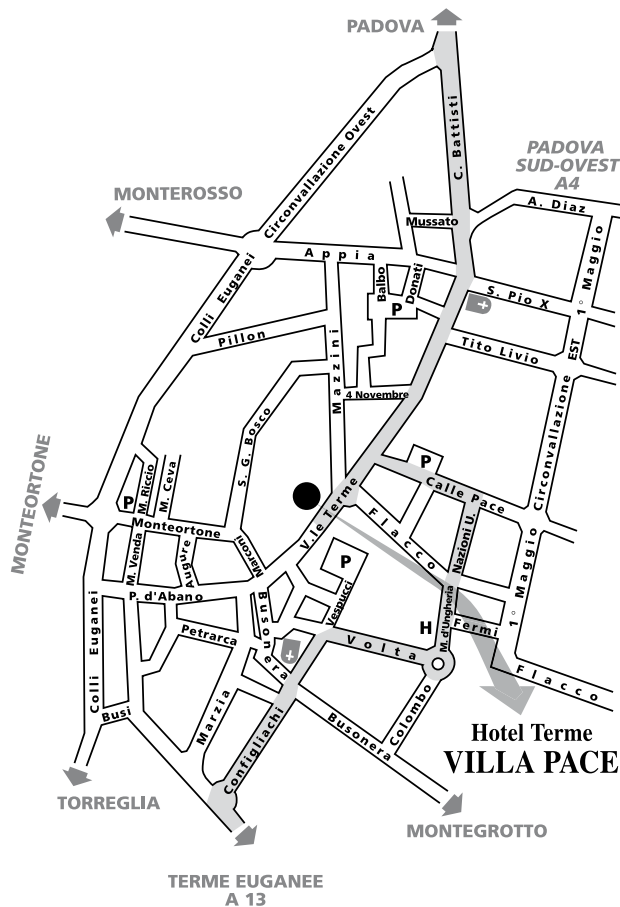 PADOVA
C. Battisti
PADOVA
SUD-OVEST
A4
Circonvallazione Ovest
MONTEROSSO
A. Diaz
Mussato
1° Maggio
Appia
Colli Euganei
Balbo
Donati
S. Pio X
P
Pillon
Mazzini
Tito Livio
EST
4 Novembre
Circonvallazione
S. G. Bosco
MONTEORTONE
P
M. Riccio
M. Ceva
P
Calle Pace
V.le Terme
Flacco
Nazioni U.
Monteortone
Marconi
M. Venda
Augure
P
1° Maggio
P. d'Abano
Busonera
Vespucci
M. d'Ungheria
Petrarca
H
Fermi
Volta
Flacco
Colli Euganei
Busi
Marzia
Configliachi
Busonera
Colombo
Hotel Terme
VILLA PACE
TORREGLIA
MONTEGROTTO
TERME EUGANEE
A 13